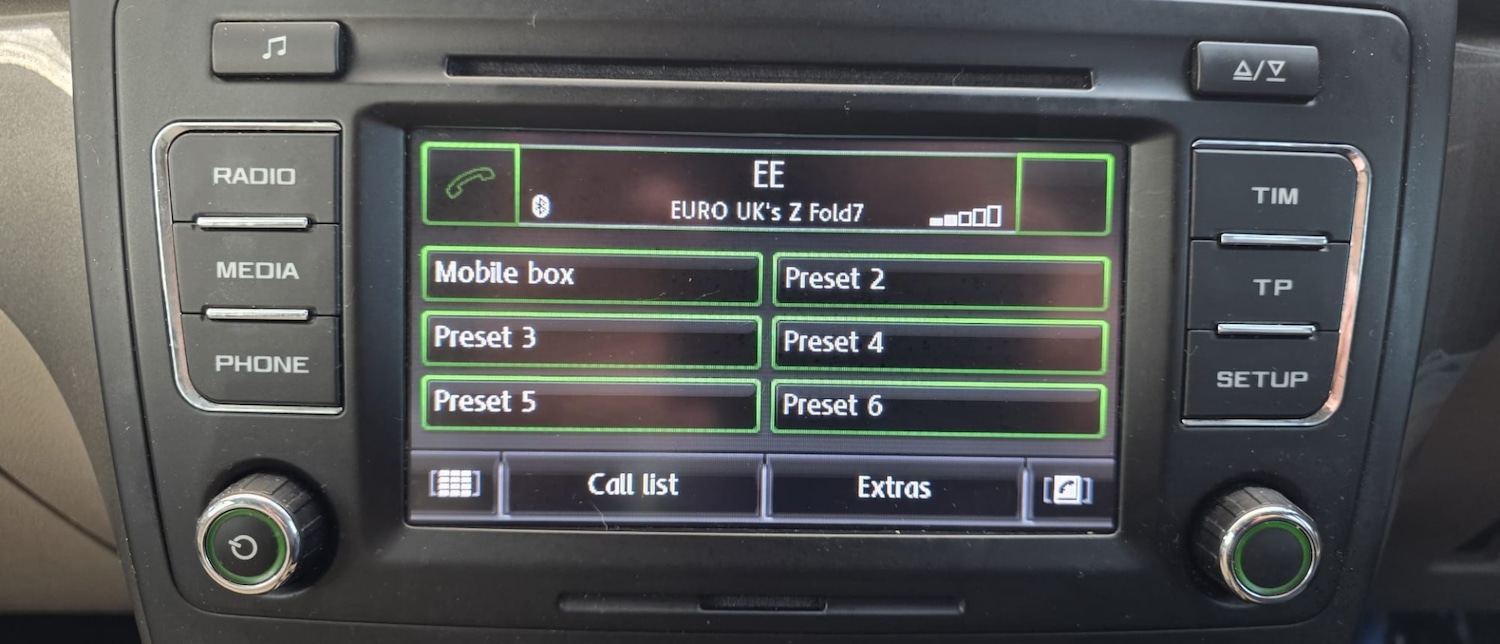 RADIO
MEDIA
PHONE
EE
EURO UK's Z Fold7
Mobile box
Preset 2
Preset 3
Preset 4
Preset 5
Preset 6
Call list
Extras
TIM
TP
SETUP